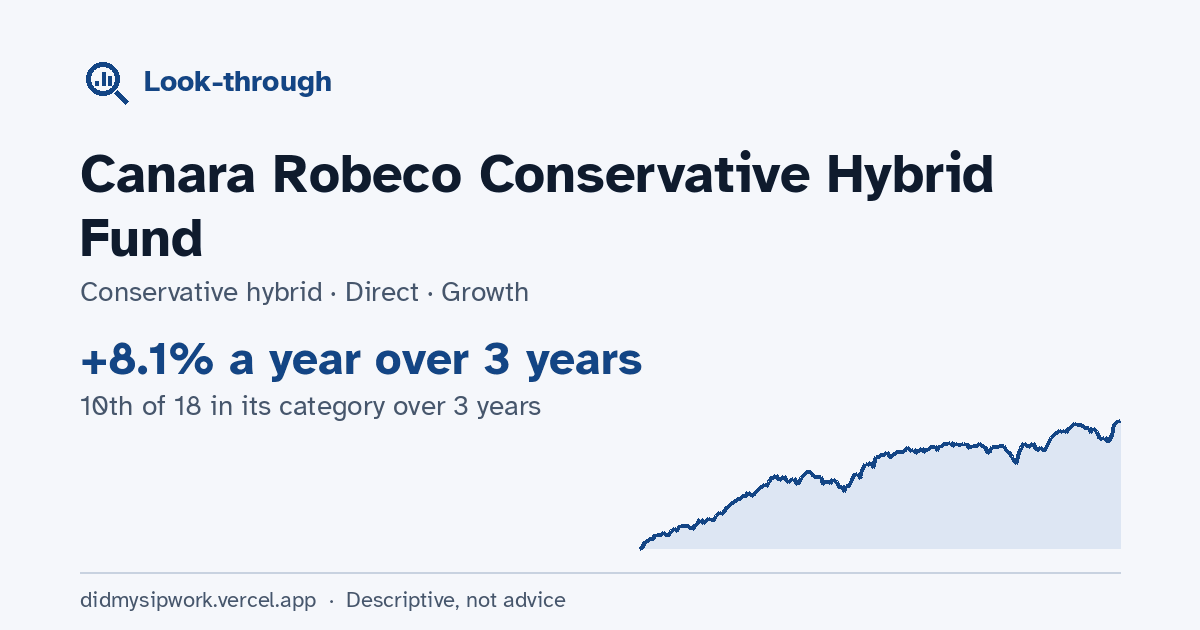 Look-through
Canara Robeco Conservative Hybrid
Fund
Conservative hybrid · Direct · Growth
+8.1% a year over 3 years
10th of 18 in its category over 3 years
didmysipwork.vercel.app · Descriptive, not advice